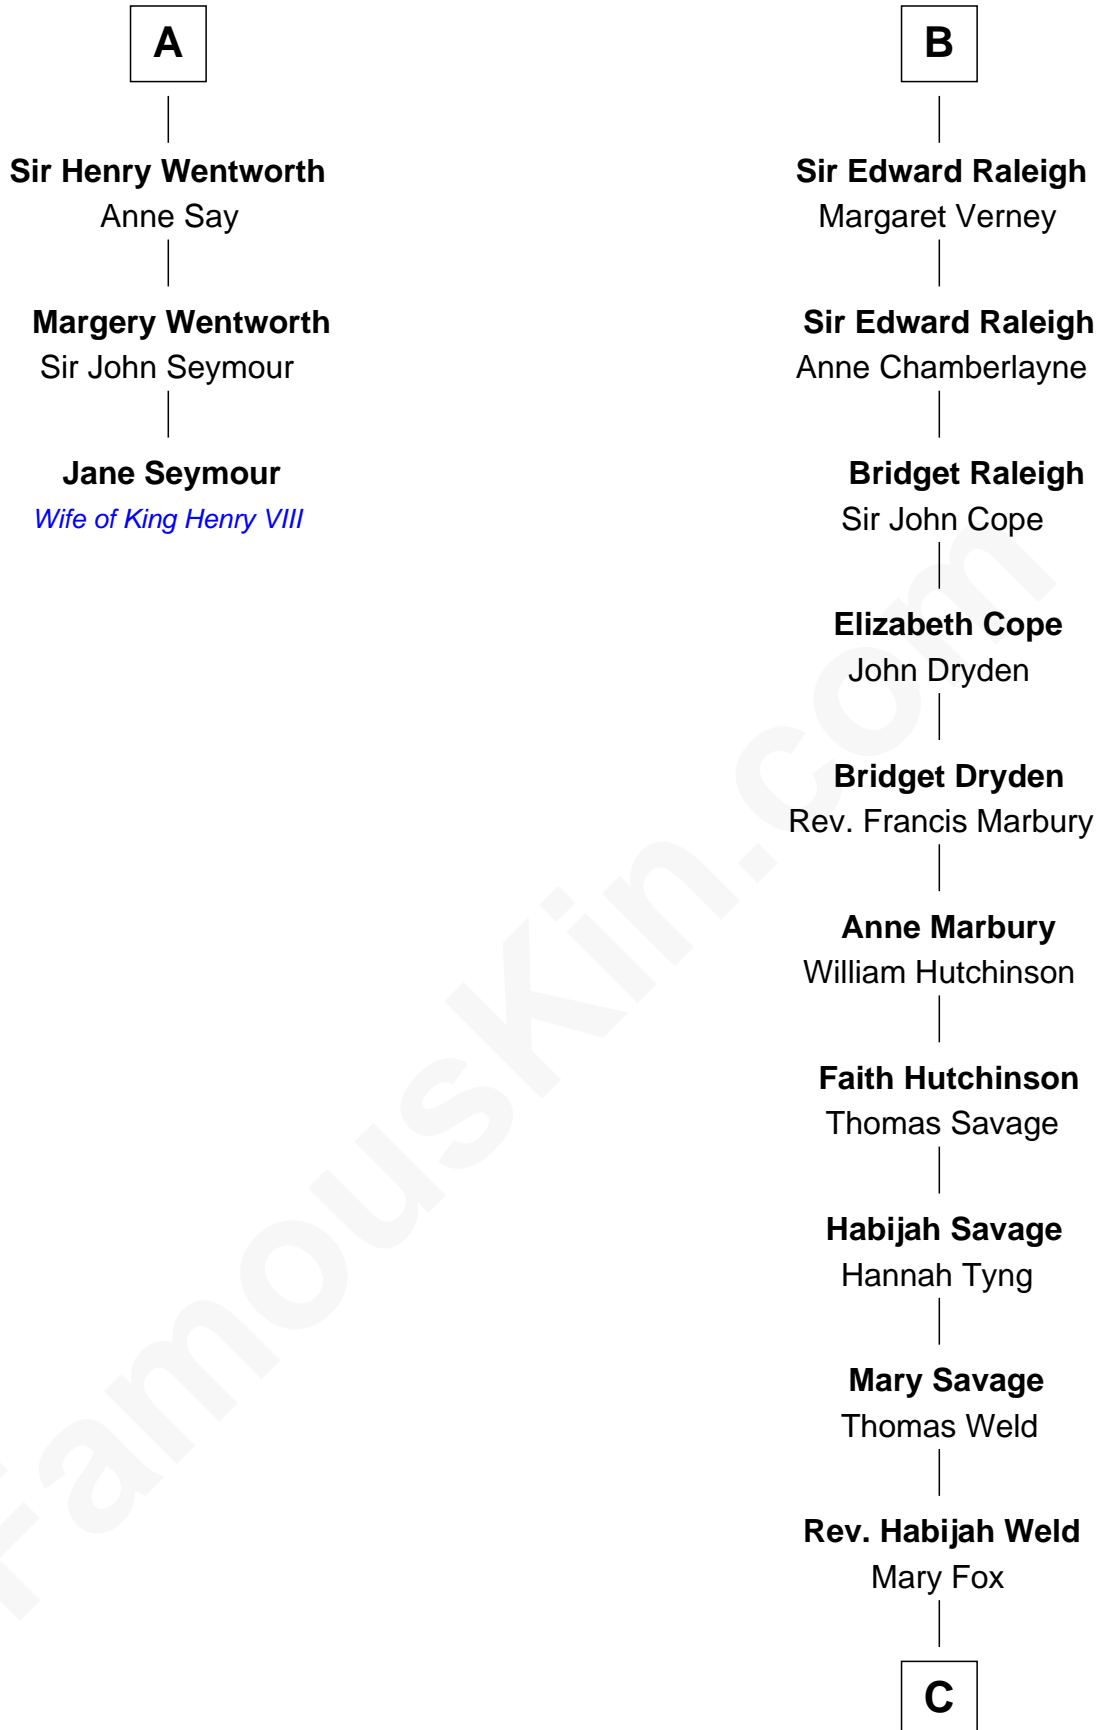 A
Sir Henry Wentworth
Anne Say
Margery Wentworth
Sir John Seymour
Jane Seymour
Wife of King Henry VIII
B
Sir Edward Raleigh
Margaret Verney
Sir Edward Raleigh
Anne Chamberlayne
Bridget Raleigh
Sir John Cope
Elizabeth Cope
John Dryden
Bridget Dryden
Rev. Francis Marbury
Anne Marbury
William Hutchinson
Faith Hutchinson
Thomas Savage
Habijah Savage
Hannah Tyng
Mary Savage
Thomas Weld
Rev. Habijah Weld
Mary Fox
C
FamousKin.com